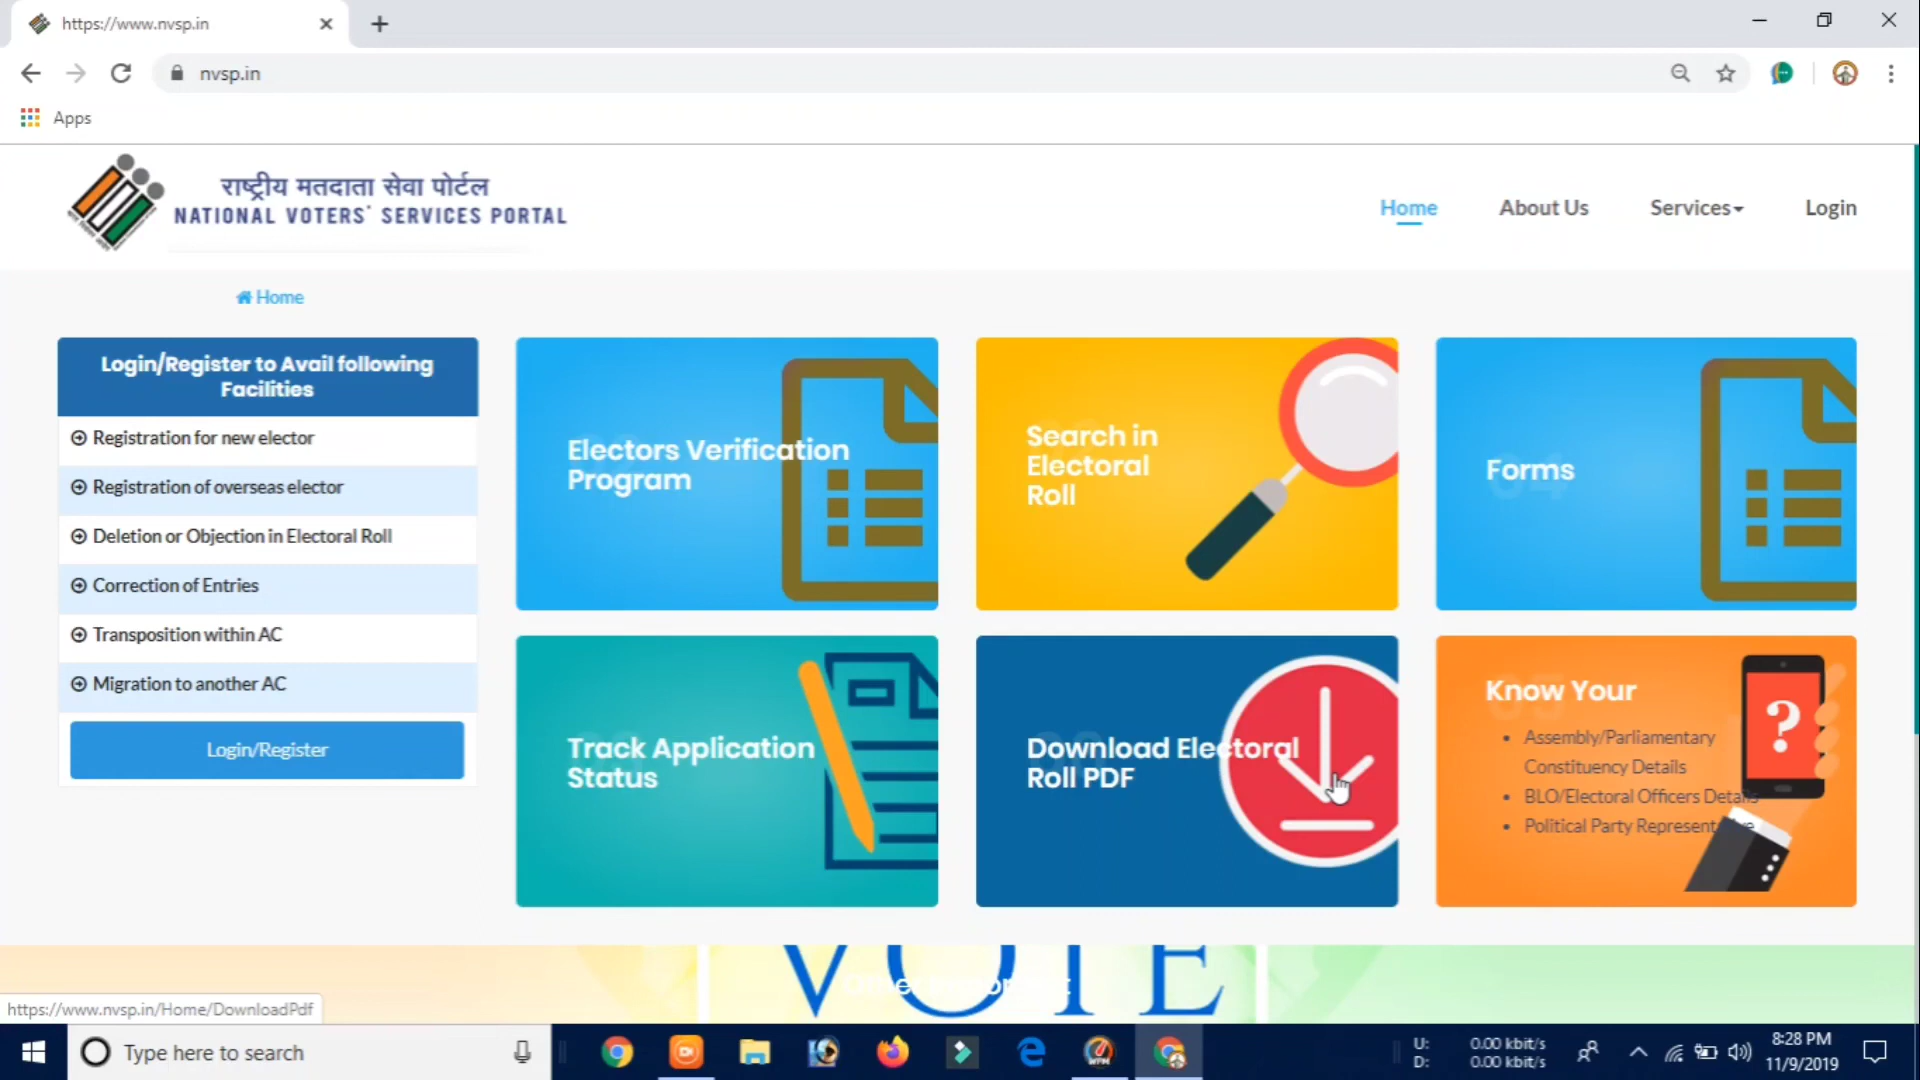 https://www.nvsp.in
nvsp.in
Apps
राष्ट्रीय मतदाता सेवा पोर्टल
NATIONAL VOTERS' SERVICES PORTAL
Home
About Us
Services
Login
Home
Login/Register to Avail following
Facilities
Registration for new elector
Registration of overseas elector
Deletion or Objection in Electoral Roll
Correction of Entries
Transposition within AC
Migration to another AC
Login/Register
Electors Verification
Program
Search in
Electoral
Roll
Forms
Track Application
Status
Download Electoral
Roll PDF
Know Your
Assembly/Parliamentary
Constituency Details
BLO/Electoral Officers Details
Political Party Representative
VOTE
https://www.nvsp.in/Home/DownloadPdf
Type here to search
U: 0.00 kbit/s
D: 0.00 kbit/s
8:28 PM
11/9/2019